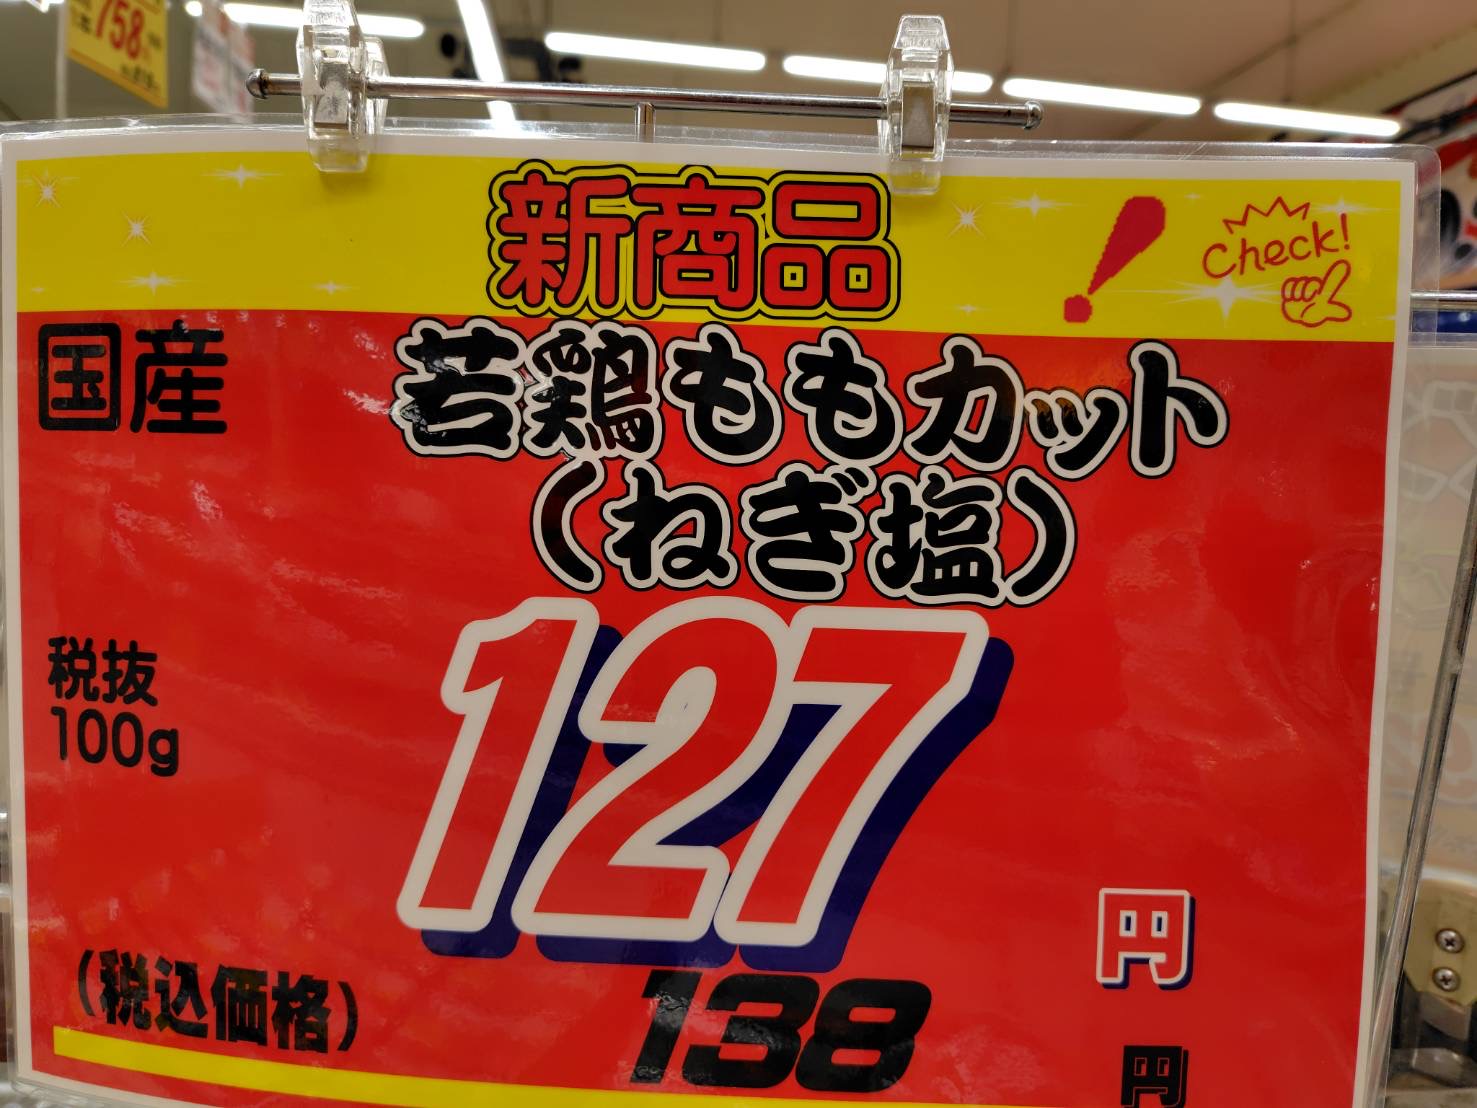 758
新商品
Check!
国産
若鶏ももカット
(ねぎ塩)
税抜
100g
127
円
(税込価格)
138
円